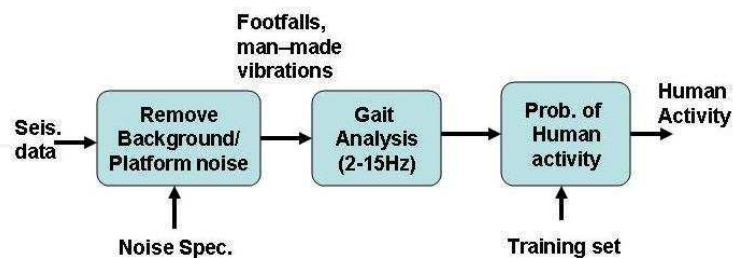 Footfalls,
man–made
vibrations
Seis.
data
Remove
Background/
Platform noise
Gait
Analysis
(2-15Hz)
Prob. of
Human
activity
Human
Activity
Noise Spec.
Training set